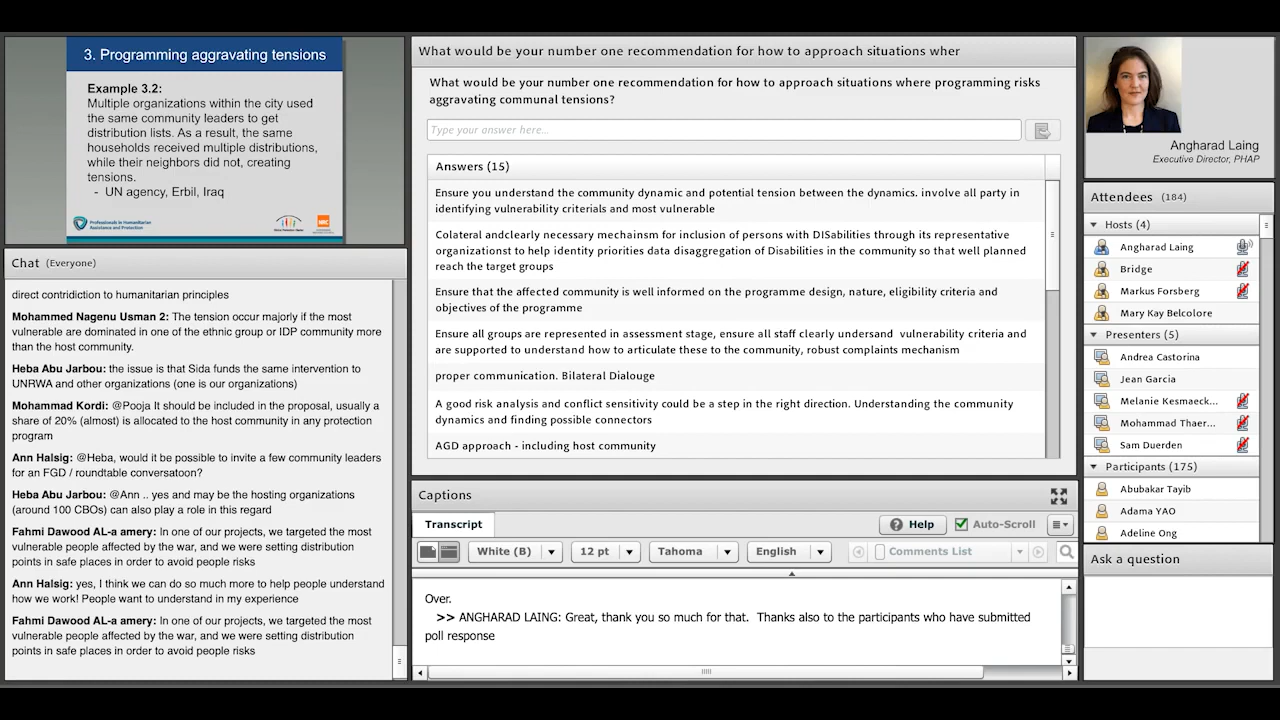 3. Programming aggravating tensions
Example 3.2:
Multiple organizations within the city used
the same community leaders to get
distribution lists. As a result, the same
households received multiple distributions,
while their neighbors did not, creating
tensions.
- UN agency, Erbil, Iraq
Professionals in Humanitarian
Assistance and Protection
NRC
Chat (Everyone)
direct contridiction to humanitarian principles
Mohammed Nagenu Usman 2: The tension occur majorly if the most
vulnerable are dominated in one of the ethnic group or IDP community more
than the host community.
Heba Abu Jarbou: the issue is that Sida funds the same intervention to
UNRWA and other organizations (one is our organizations)
Mohammad Kordi: @Pooja It should be included in the proposal, usually a
share of 20% (almost) is allocated to the host community in any protection
program
Ann Halsig: @Heba, would it be possible to invite a few community leaders
for an FGD / roundtable conversatoon?
Heba Abu Jarbou: @Ann .. yes and may be the hosting organizations
(around 100 CBOs) can also play a role in this regard
Fahmi Dawood AL-a amery: In one of our projects, we targeted the most
vulnerable people affected by the war, and we were setting distribution
points in safe places in order to avoid people risks
Ann Halsig: yes, I think we can do so much more to help people understand
how we work! People want to understand in my experience
Fahmi Dawood AL-a amery: In one of our projects, we targeted the most
vulnerable people affected by the war, and we were setting distribution
points in safe places in order to avoid people risks
What would be your number one recommendation for how to approach situations wher
What would be your number one recommendation for how to approach situations where programming risks
aggravating communal tensions?
Type your answer here...
Answers (15)
Ensure you understand the community dynamic and potential tension between the dynamics. involve all party in
identifying vulnerability criterials and most vulnerable
Colateral andclearly necessary mechainsm for inclusion of persons with DISabilities through its representative
organizationst to help identity priorities data disaggregation of Disabilities in the community so that well planned
reach the target groups
Ensure that the affected community is well informed on the programme design, nature, eligibility criteria and
objectives of the programme
Ensure all groups are represented in assessment stage, ensure all staff clearly undersand vulnerability criteria and
are supported to understand how to articulate these to the community, robust complaints mechanism
proper communication. Bilateral Dialouge
A good risk analysis and conflict sensitivity could be a step in the right direction. Understanding the community
dynamics and finding possible connectors
AGD approach - including host community
Captions
Transcript
Help
Auto-Scroll
White (B)
12 pt
Tahoma
English
Comments List
Over.
>> ANGHARAD LAING: Great, thank you so much for that. Thanks also to the participants who have submitted
poll response
Angharad Laing
Executive Director, PHAP
Attendees (184)
Hosts (4)
Angharad Laing
Bridge
Markus Forsberg
Mary Kay Belcolore
Presenters (5)
Andrea Castorina
Jean Garcia
Melanie Kesmaeck...
Mohammad Thaer...
Sam Duerden
Participants (175)
Abubakar Tayib
Adama YAO
Adeline Ong
Ask a question